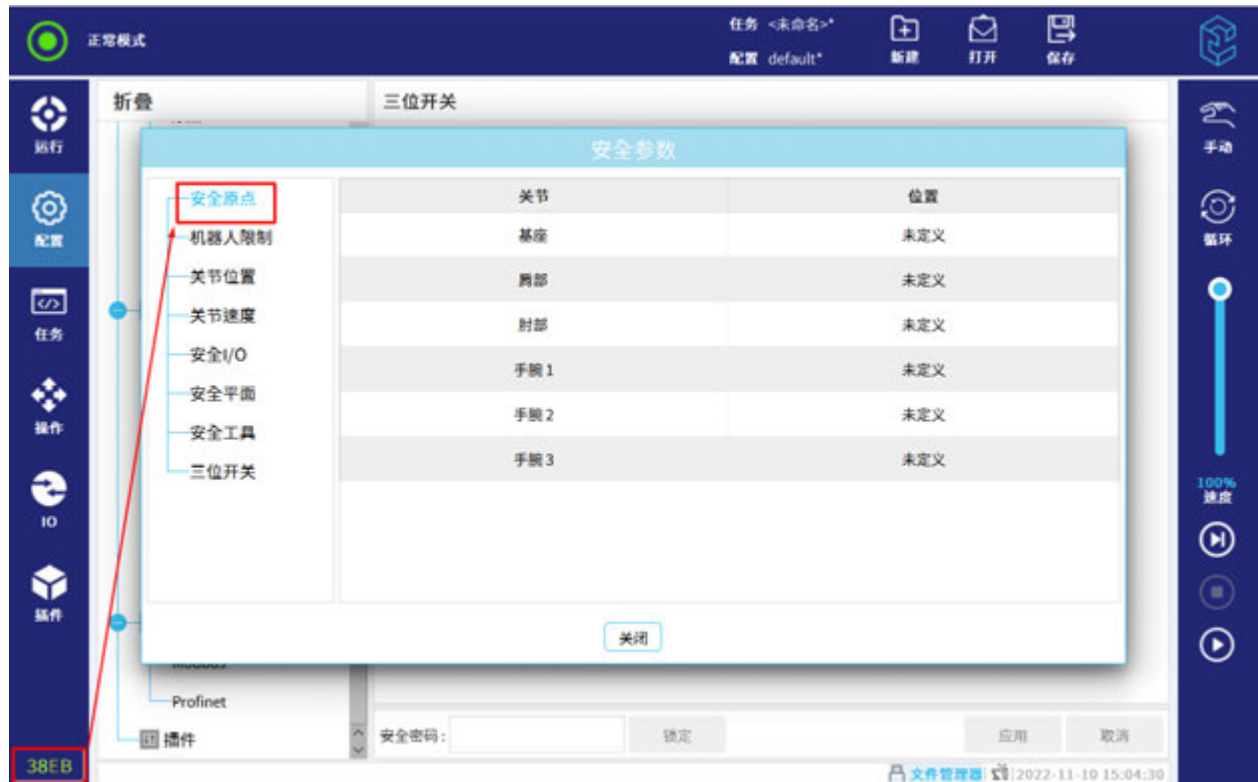 正常模式
任务 <未命名>*
配置 default*
新建
打开
保存
运行
配置
任务
操作
IO
插件
38EB
折叠
三位开关
安全参数
安全原点
机器人限制
关节位置
关节速度
安全I/O
安全平面
安全工具
三位开关
关节 位置
基座 未定义
肩部 未定义
肘部 未定义
手腕 1 未定义
手腕 2 未定义
手腕 3 未定义
关闭
Profinet
插件
安全密码:
锁定
应用
取消
手动
循环
100%
速度
文件管理器
2022-11-10 15:04:30